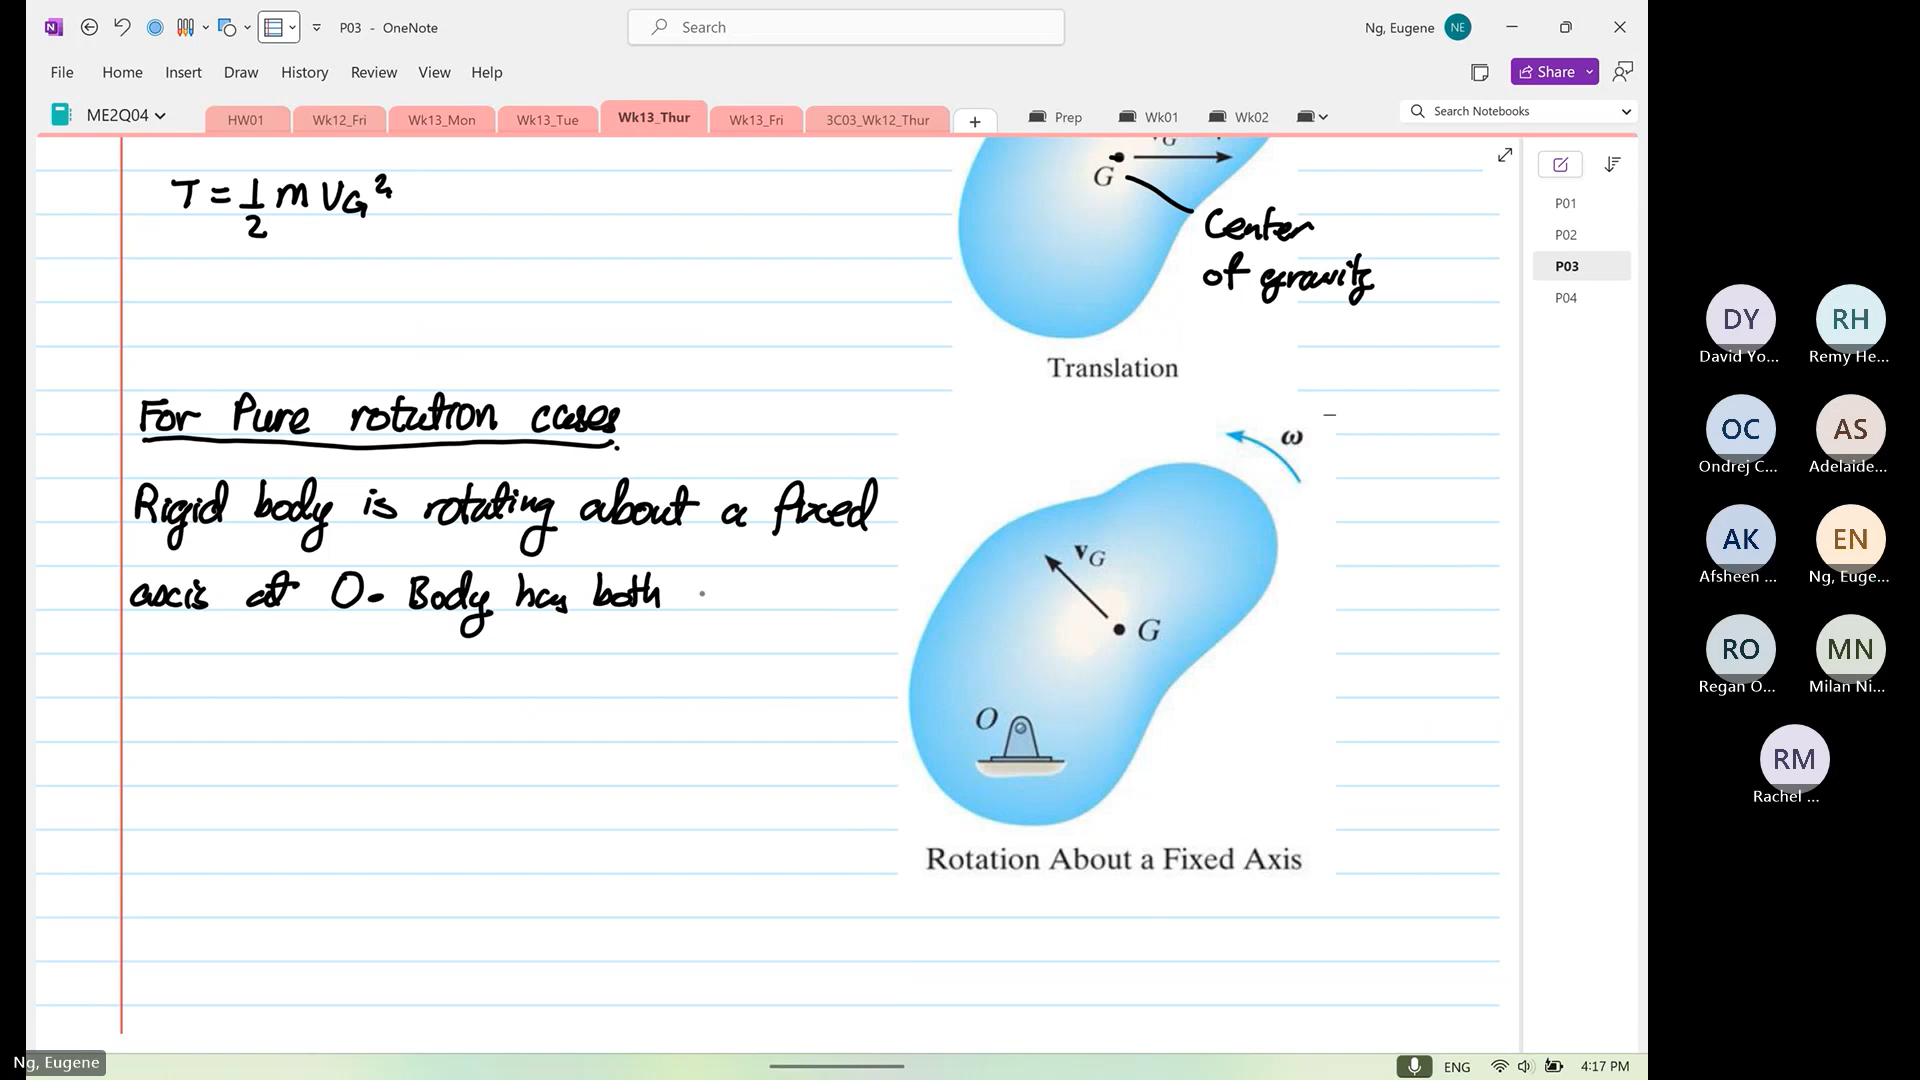 P03 - OneNote
Search
Ng, Eugene
NE
File Home Insert Draw History Review View Help
Share
ME2Q04
HW01 Wk12_Fri Wk13_Mon Wk13_Tue Wk13_Thur Wk13_Fri 3C03_Wk12_Thur + Prep Wk01 Wk02
Search Notebooks
P01
P02
P03
P04
T = 1/2 m VG²
G
Center
of gravity
Translation
For Pure rotation cases
Rigid body is rotating about a fixed
axis at O. Body has both
ω
vG
G
O
Rotation About a Fixed Axis
DY
David Yo...
RH
Remy He...
OC
Ondrej C...
AS
Adelaide...
AK
Afsheen ...
EN
Ng, Euge...
RO
Regan O...
MN
Milan Ni...
RM
Rachel ...
Ng, Eugene
ENG
4:17 PM